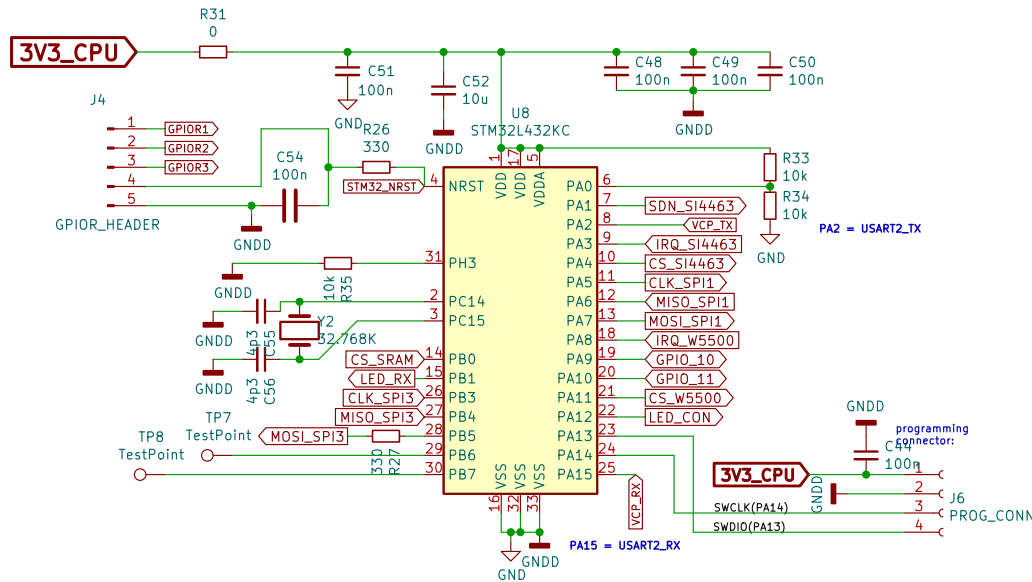 R31
0
3V3_CPU
C51
100n
GND
C52
10u
GNDD
C48
100n
C49
100n
C50
100n
GNDD
J4
1
GPIOR1
2
GPIOR2
3
GPIOR3
4
5
GPIOR_HEADER
C54
100n
GNDD
R26
330
STM32_NRST
U8
STM32L432KC
1
17
5
VDD
VDD
VDDA
4
NRST
31
PH3
2
PC14
3
PC15
14
PB0
15
PB1
26
PB3
27
PB4
28
PB5
29
PB6
30
PB7
PA0
6
PA1
7
SDN_SI4463
PA2
8
VCP_TX
PA3
9
IRQ_SI4463
PA4
10
CS_SI4463
PA5
11
CLK_SPI1
PA6
12
MISO_SPI1
PA7
13
MOSI_SPI1
PA8
18
IRQ_W5500
PA9
19
GPIO_10
PA10
20
GPIO_11
PA11
21
CS_W5500
PA12
22
LED_CON
PA13
23
PA14
24
PA15
25
VCP_RX
VSS
VSS
VSS
16
32
33
GND
GNDD
PA15 = USART2_RX
R33
10k
R34
10k
GND
PA2 = USART2_TX
GNDD
10k
R35
GNDD
4p3
C55
Y2
32.768K
GNDD
4p3
C56
CS_SRAM
LED_RX
CLK_SPI3
MISO_SPI3
MOSI_SPI3
330
R27
TP7
TestPoint
TP8
TestPoint
GNDD
C44
100n
programming
connector:
3V3_CPU
GNDD
1
2
3
4
J6
PROG_CONN
SWCLK(PA14)
SWDIO(PA13)